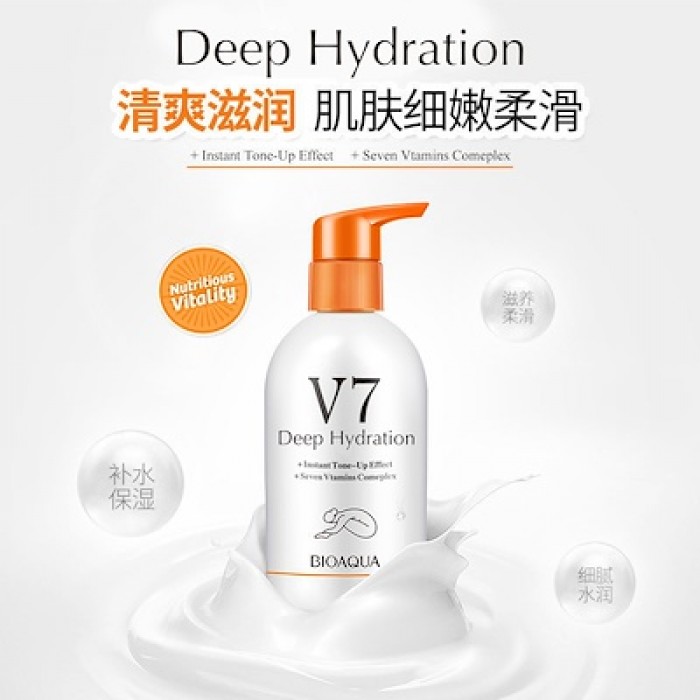 Deep Hydration
清爽滋润 肌肤细嫩柔滑
+ Instant Tone-Up Effect + Seven Vtamins Comeplex
Nutritious
Vitality
滋养
柔滑
V7
Deep Hydration
+ Instant Tone-Up Effect
+ Seven Vtamins Comeplex
补水
保湿
BIOAQUA
细腻
水润